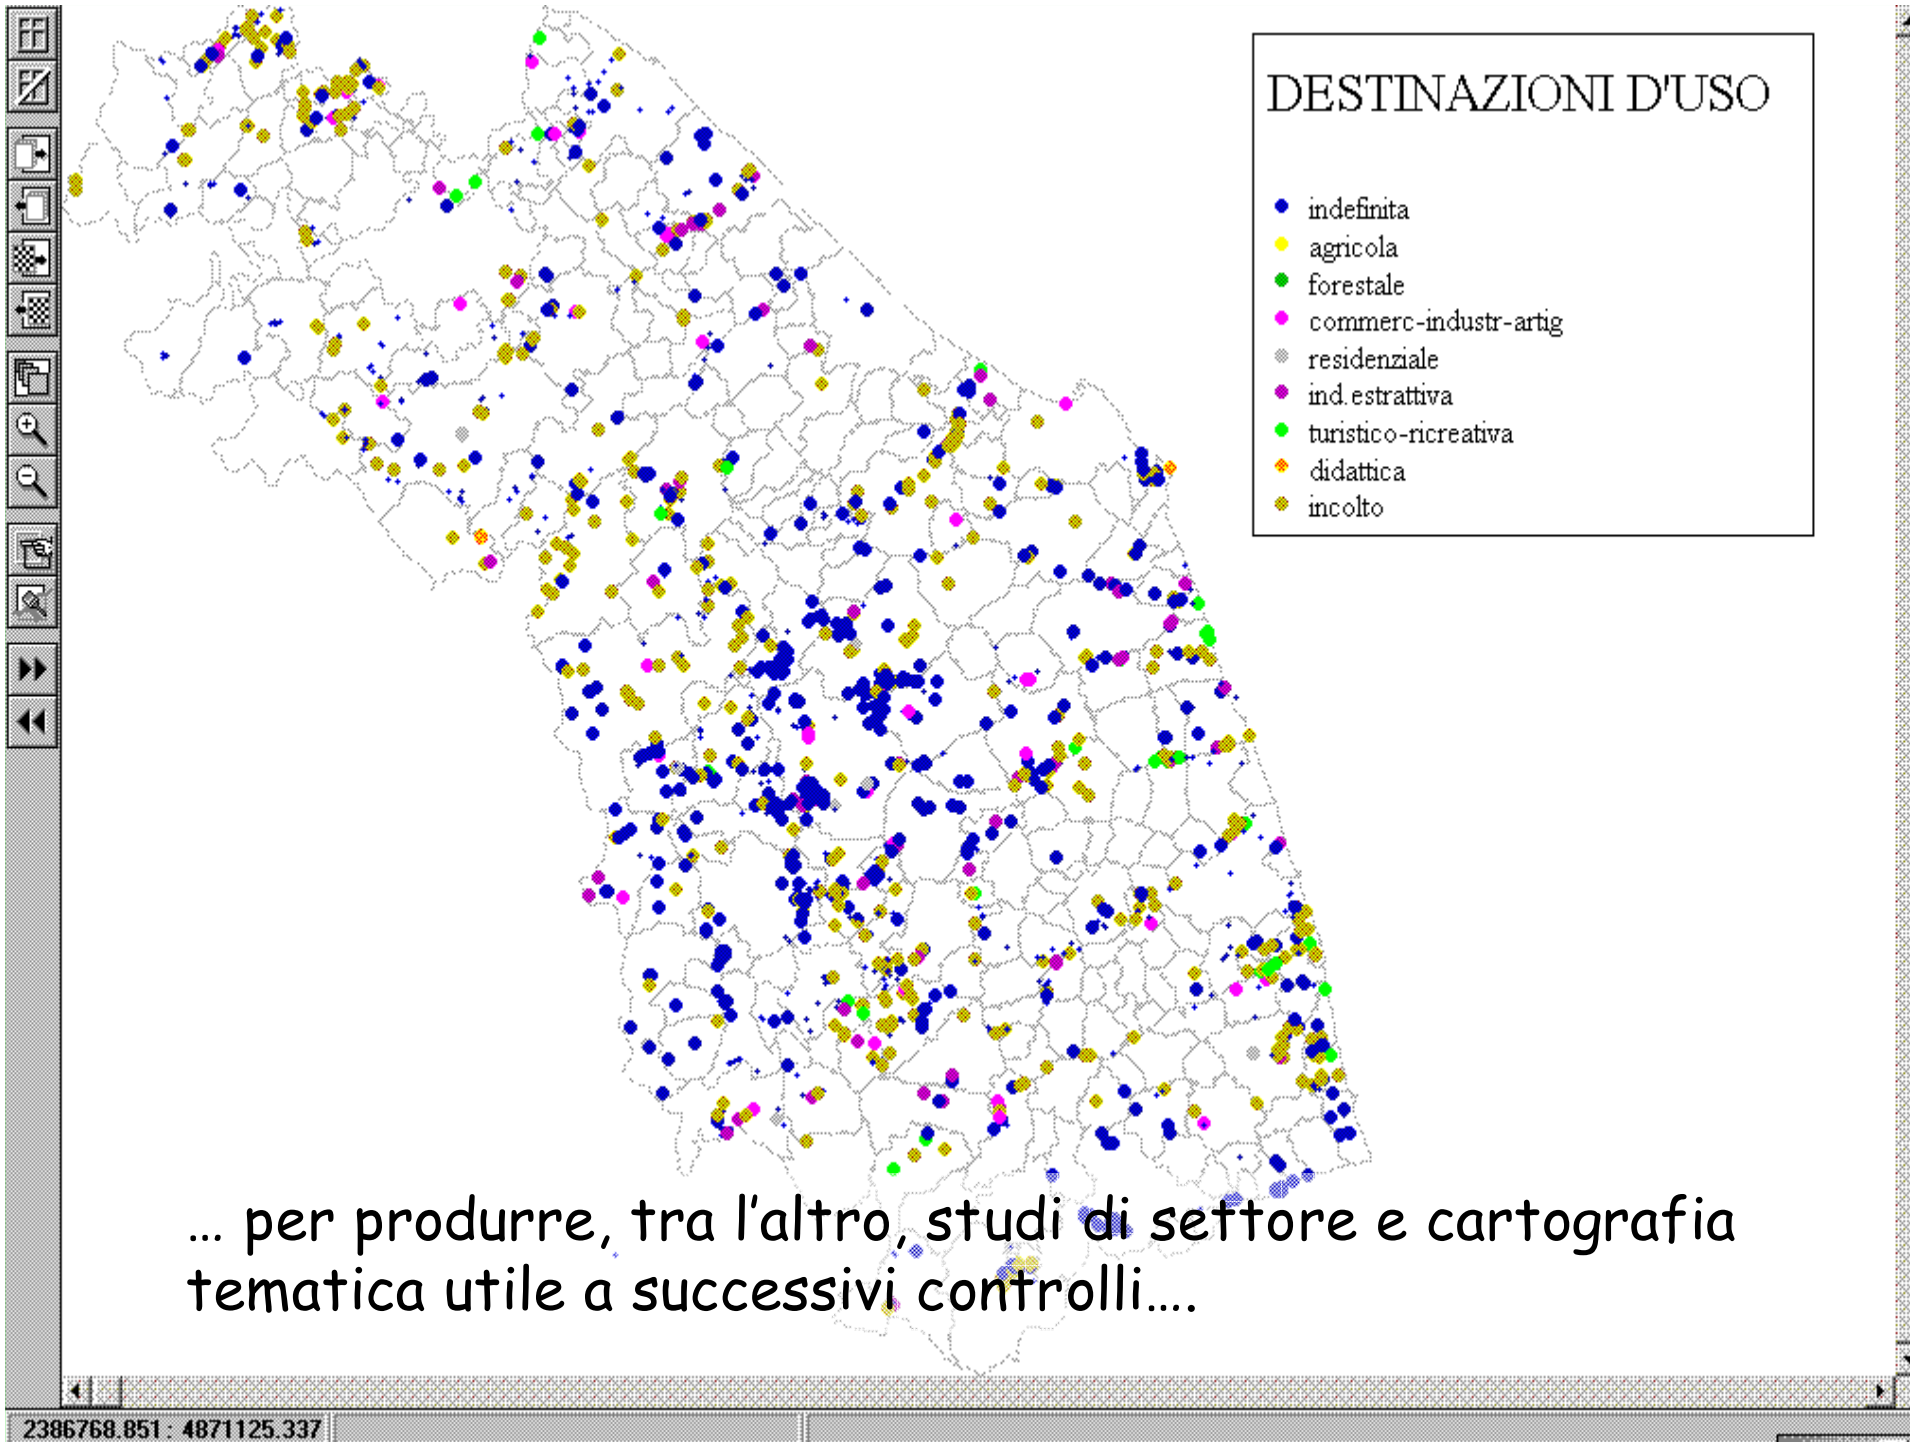 DESTINAZIONI D'USO
indefinita
agricola
forestale
commerc-industr-artig
residenziale
ind.estrattiva
turistico-ricreativa
didattica
incolto
... per produrre, tra l'altro, studi di settore e cartografia
tematica utile a successivi controlli....
2386768.851 : 4871125.337